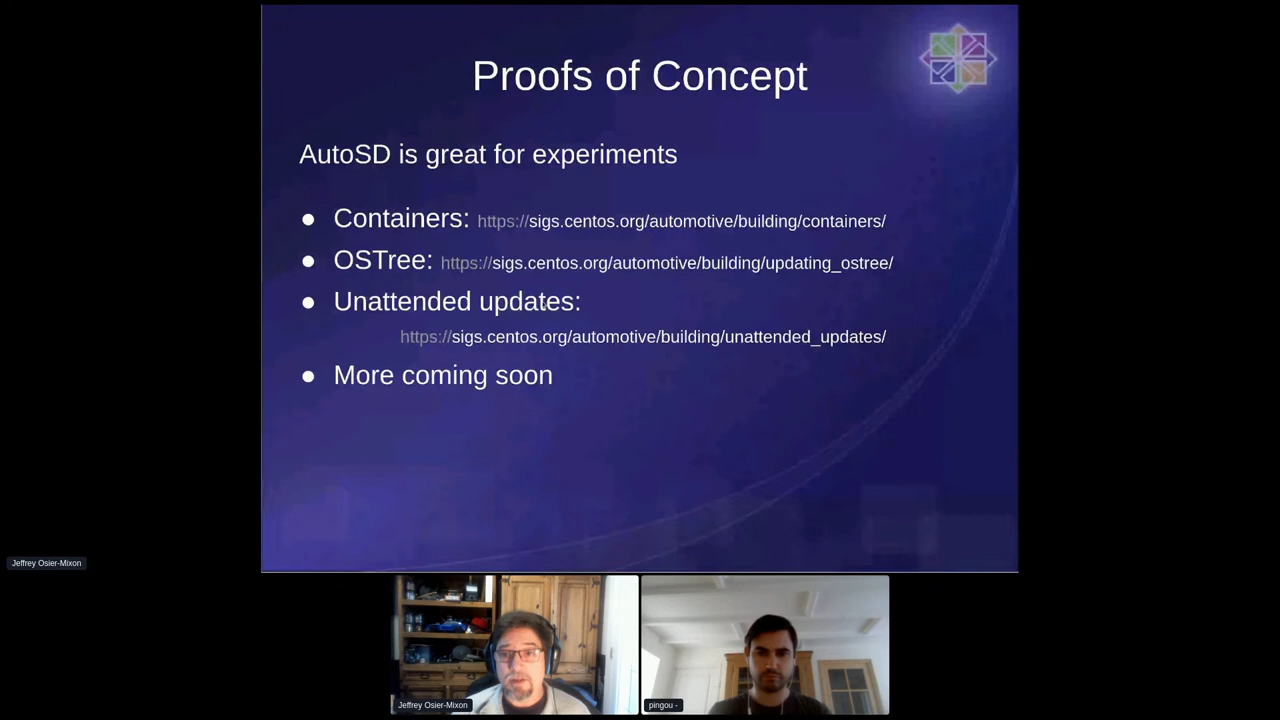 Proofs of Concept
AutoSD is great for experiments
● Containers: https://sigs.centos.org/automotive/building/containers/
● OSTree: https://sigs.centos.org/automotive/building/updating_ostree/
● Unattended updates:
https://sigs.centos.org/automotive/building/unattended_updates/
● More coming soon
Jeffrey Osier-Mixon
Jeffrey Osier-Mixon
pingou -